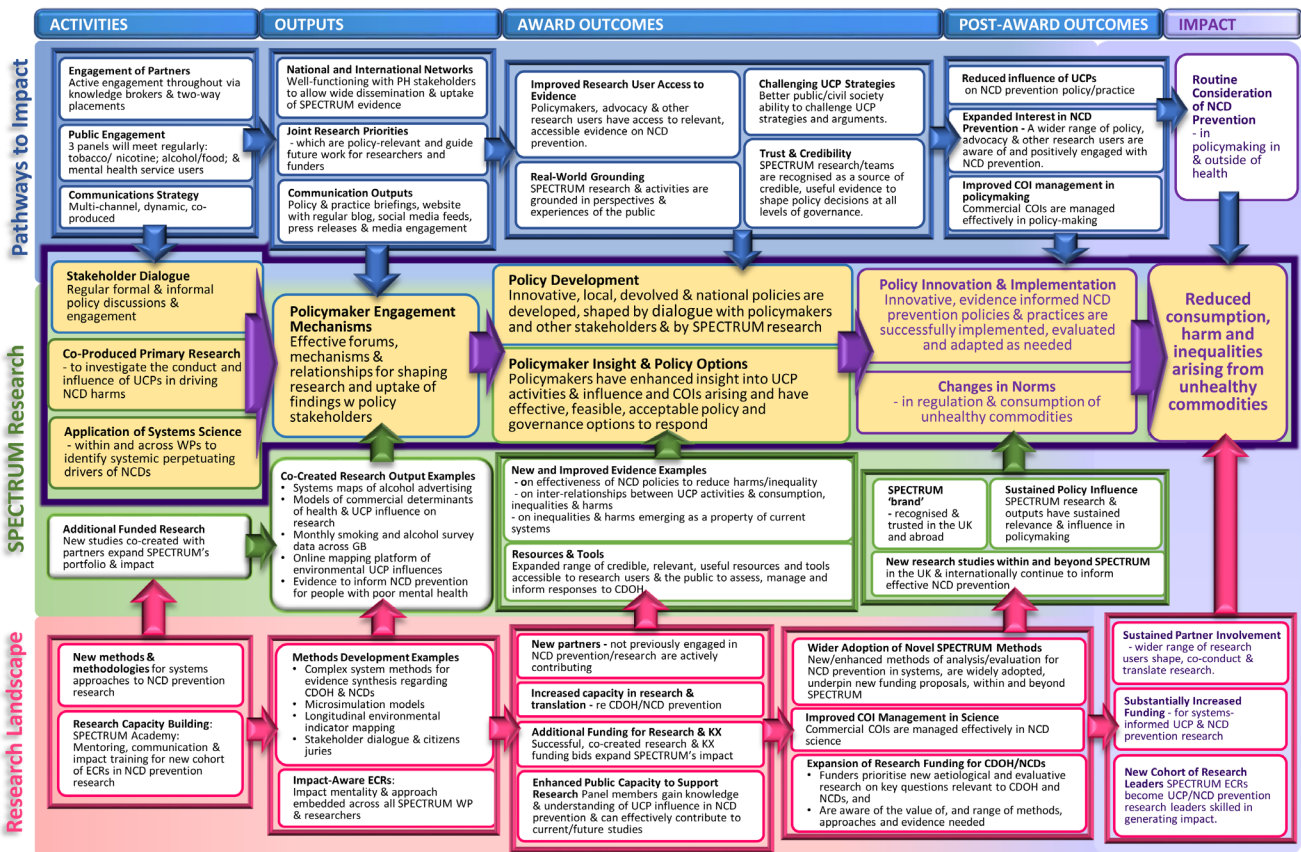 ACTIVITIES
OUTPUTS
AWARD OUTCOMES
POST-AWARD OUTCOMES
IMPACT
Pathways to Impact
Engagement of Partners
Active engagement throughout via
knowledge brokers & two-way
placements
Public Engagement
3 panels will meet regularly:
tobacco/ nicotine; alcohol/food; &
mental health service users
Communications Strategy
Multi-channel, dynamic, co-
produced
National and International Networks
Well-functioning with PH stakeholders
to allow wide dissemination & uptake
of SPECTRUM evidence
Joint Research Priorities
- which are policy-relevant and guide
future work for researchers and
funders
Communication Outputs
Policy & practice briefings, website
with regular blog, social media feeds,
press releases & media engagement
Improved Research User Access to
Evidence
Policymakers, advocacy & other
research users have access to relevant,
accessible evidence on NCD
prevention.
Real-World Grounding
SPECTRUM research & activities are
grounded in perspectives &
experiences of the public
Challenging UCP Strategies
Better public/civil society
ability to challenge UCP
strategies and arguments.
Trust & Credibility
SPECTRUM research/teams
are recognised as a source of
credible, useful evidence to
shape policy decisions at all
levels of governance.
Reduced influence of UCPs
on NCD prevention policy/practice
Expanded Interest in NCD
Prevention - A wider range of policy,
advocacy & other research users are
aware of and positively engaged with
NCD prevention.
Improved COI management in
policymaking
Commercial COIs are managed
effectively in policy-making
Routine
Consideration
of NCD
Prevention
- in
policymaking in
& outside of
health
SPECTRUM Research
Stakeholder Dialogue
Regular formal & informal
policy discussions &
engagement
Co-Produced Primary Research
- to investigate the conduct and
influence of UCPs in driving
NCD harms
Application of Systems Science
- within and across WPs to
identify systemic perpetuating
drivers of NCDs
Policymaker Engagement
Mechanisms
Effective forums,
mechanisms &
relationships for shaping
research and uptake of
findings w policy
stakeholders
Policy Development
Innovative, local, devolved & national policies are
developed, shaped by dialogue with policymakers
and other stakeholders & by SPECTRUM research
Policymaker Insight & Policy Options
Policymakers have enhanced insight into UCP
activities & influence and COIs arising and have
effective, feasible, acceptable policy and
governance options to respond
Policy Innovation & Implementation
Innovative, evidence informed NCD
prevention policies & practices are
successfully implemented, evaluated
and adapted as needed
Changes in Norms
- in regulation & consumption of
unhealthy commodities
Reduced
consumption,
harm and
inequalities
arising from
unhealthy
commodities
Additional Funded Research
New studies co-created with
partners expand SPECTRUM's
portfolio & impact
Co-Created Research Output Examples
• Systems maps of alcohol advertising
• Models of commercial determinants
of health & UCP influence on
research
• Monthly smoking and alcohol survey
data across GB
• Online mapping platform of
environmental UCP influences
• Evidence to inform NCD prevention
for people with poor mental health
New and Improved Evidence Examples
- on effectiveness of NCD policies to reduce harms/inequality
- on inter-relationships between UCP activities & consumption,
inequalities & harms
- on inequalities & harms emerging as a property of current
systems
Resources & Tools
Expanded range of credible, relevant, useful resources and tools
accessible to research users & the public to assess, manage and
inform responses to CDOH
SPECTRUM
'brand'
- recognised &
trusted in the UK
and abroad
Sustained Policy Influence
SPECTRUM research &
outputs have sustained
relevance & influence in
policymaking
New research studies within and beyond SPECTRUM
in the UK & internationally continue to inform
effective NCD prevention
Research Landscape
New methods &
methodologies for systems
approaches to NCD prevention
research
Research Capacity Building:
SPECTRUM Academy:
Mentoring, communication &
impact training for new cohort
of ECRs in NCD prevention
research
Methods Development Examples
• Complex system methods for
evidence synthesis regarding
CDOH & NCDs
• Microsimulation models
• Longitudinal environmental
indicator mapping
• Stakeholder dialogue & citizens
juries
Impact-Aware ECRs:
Impact mentality & approach
embedded across all SPECTRUM WP
& researchers
New partners - not previously engaged in
NCD prevention/research are actively
contributing
Increased capacity in research &
translation - re CDOH/NCD prevention
Additional Funding for Research & KX
Successful, co-created research & KX
funding bids expand SPECTRUM's impact
Enhanced Public Capacity to Support
Research Panel members gain knowledge
& understanding of UCP influence in NCD
prevention & can effectively contribute to
current/future studies
Wider Adoption of Novel SPECTRUM Methods
New/enhanced methods of analysis/evaluation for
NCD prevention in systems, are widely adopted,
underpin new funding proposals, within and beyond
SPECTRUM
Improved COI Management in Science
Commercial COIs are managed effectively in NCD
science
Expansion of Research Funding for CDOH/NCDs
• Funders prioritise new aetiological and evaluative
research on key questions relevant to CDOH and
NCDs, and
• Are aware of the value of, and range of methods,
approaches and evidence needed
Sustained Partner Involvement
- wider range of research
users shape, co-conduct &
translate research.
Substantially Increased
Funding - for systems-
informed UCP & NCD
prevention research
New Cohort of Research
Leaders SPECTRUM ECRs
become UCP/NCD prevention
research leaders skilled in
generating impact.